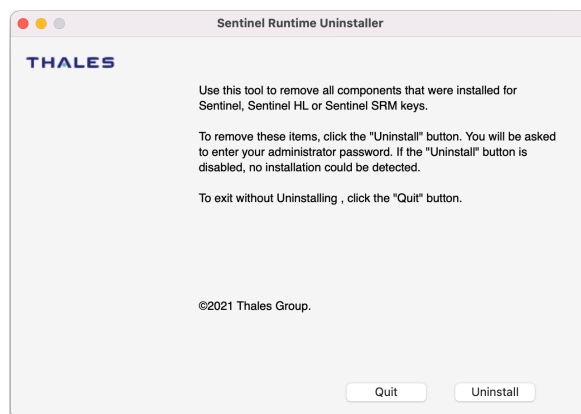 Sentinel Runtime Uninstaller
THALES
Use this tool to remove all components that were installed for
Sentinel, Sentinel HL or Sentinel SRM keys.
To remove these items, click the "Uninstall" button. You will be asked
to enter your administrator password. If the "Uninstall" button is
disabled, no installation could be detected.
To exit without Uninstalling , click the "Quit" button.
©2021 Thales Group.
Quit
Uninstall